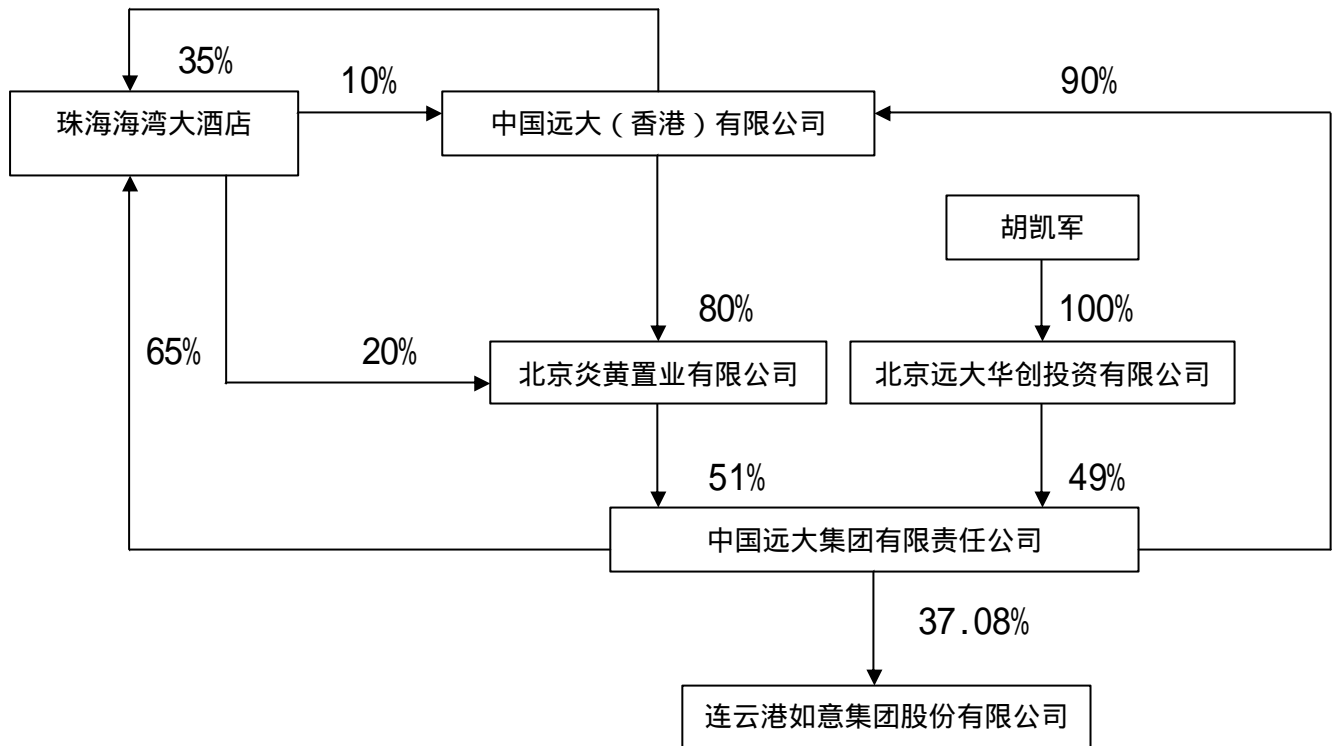 35%
10%
90%
珠海海湾大酒店
中国远大（香港）有限公司
胡凯军
80%
100%
65%
20%
北京炎黄置业有限公司
北京远大华创投资有限公司
51%
49%
中国远大集团有限责任公司
37.08%
连云港如意集团股份有限公司